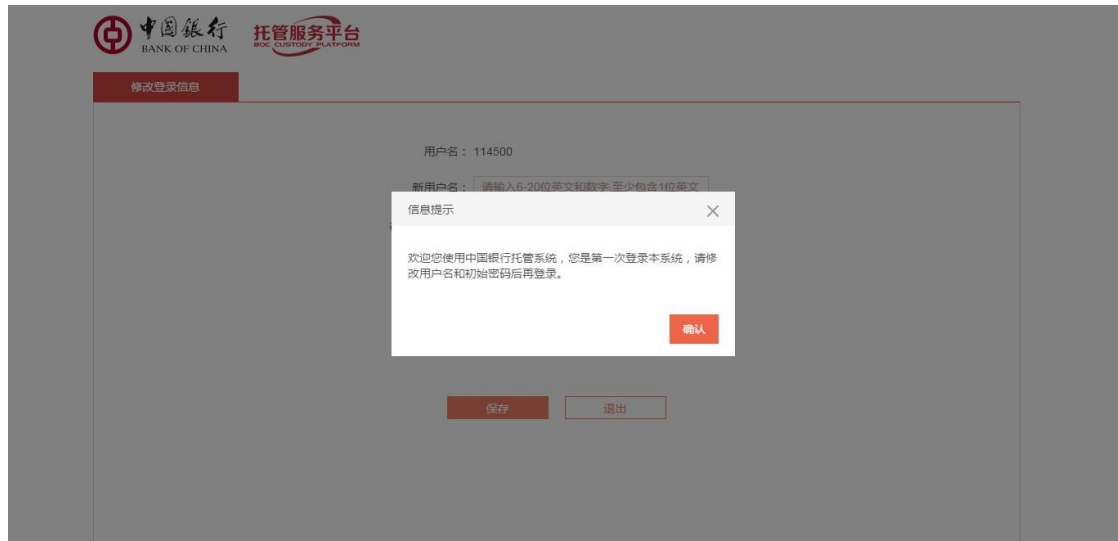 中国银行
BANK OF CHINA
托管服务平台
BOC CUSTODY PLATFORM
修改登录信息
用户名： 114500
新用户名： 请输入6-20位英文和数字,至少包含1位英文
信息提示
欢迎您使用中国银行托管系统，您是第一次登录本系统，请修
改用户名和初始密码后再登录。
确认
保存 退出